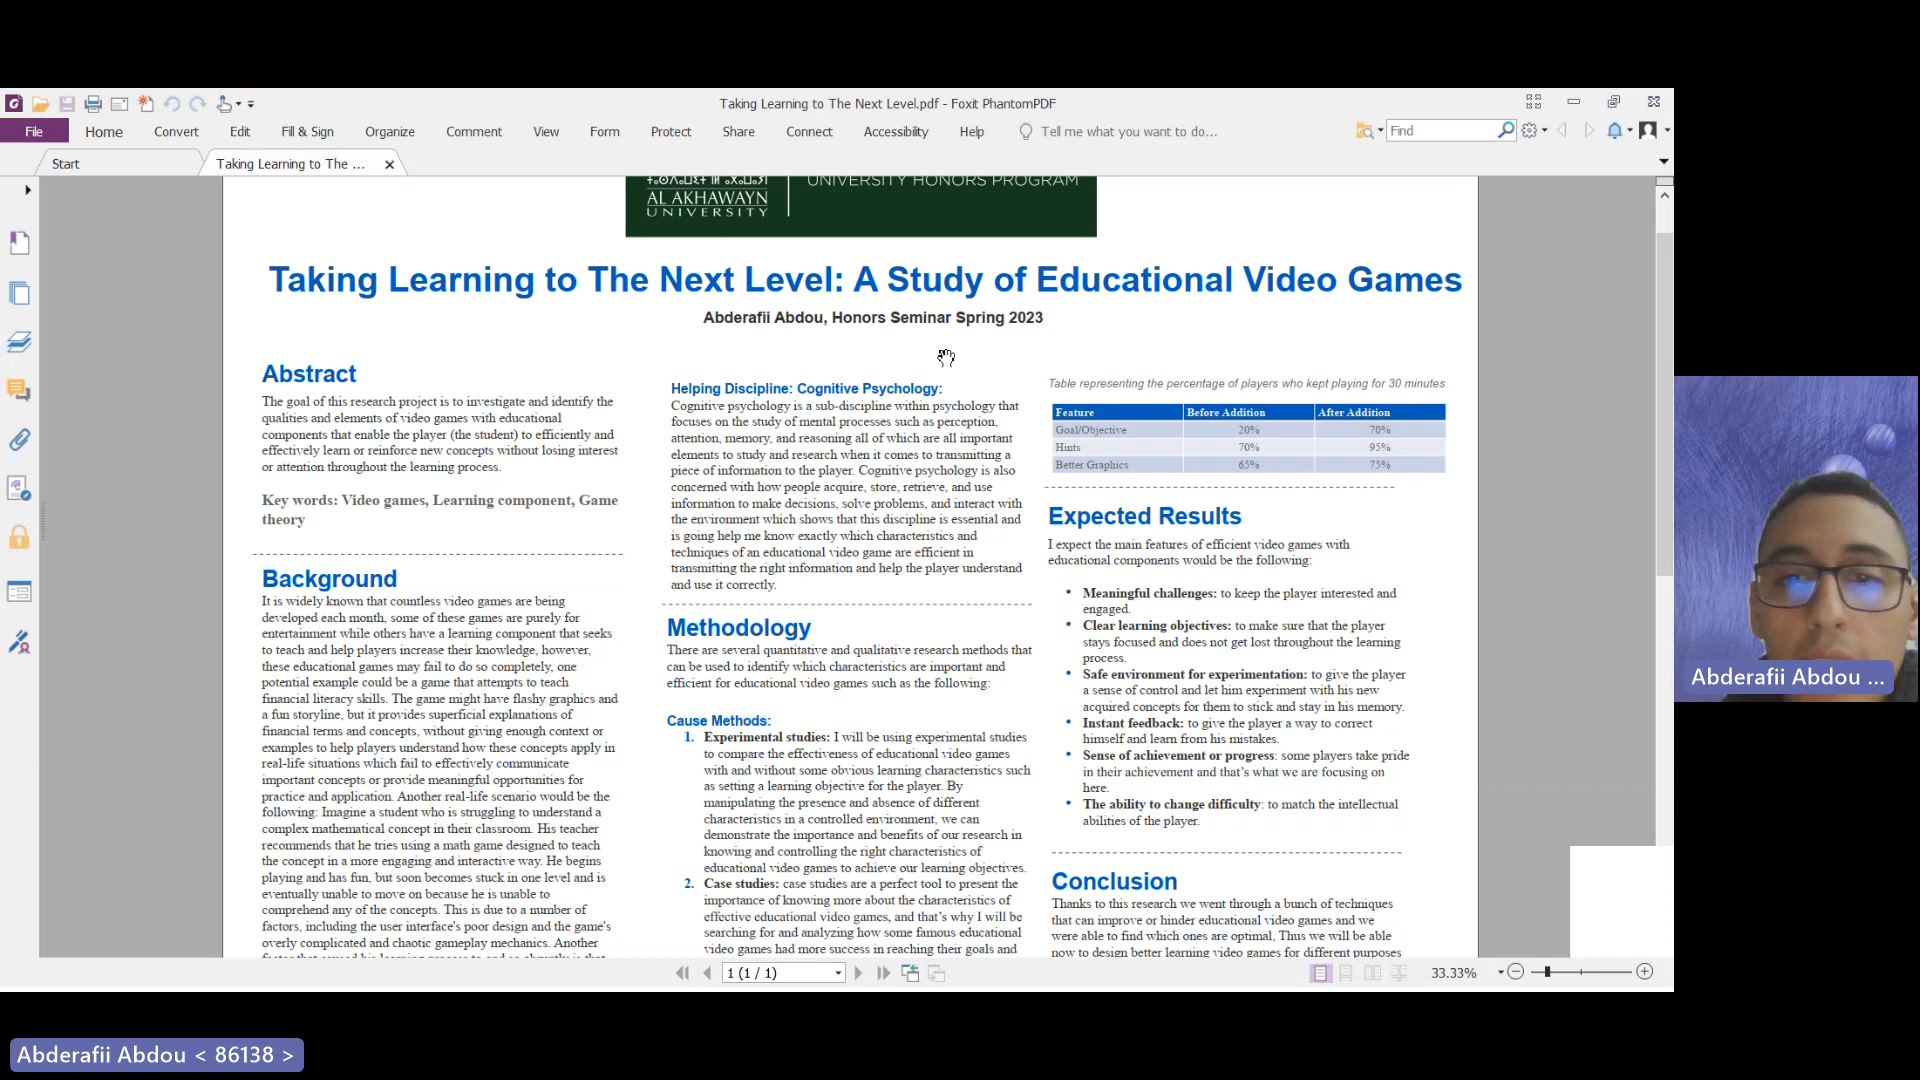 Taking Learning to The Next Level.pdf - Foxit PhantomPDF
File Home Convert Edit Fill & Sign Organize Comment View Form Protect Share Connect Accessibility Help Tell me what you want to do... Find
Start
Taking Learning to The ...
AL AKHAWAYN
UNIVERSITY
UNIVERSITY HONORS PROGRAM
Taking Learning to The Next Level: A Study of Educational Video Games
Abderafii Abdou, Honors Seminar Spring 2023
Abstract
The goal of this research project is to investigate and identify the
qualities and elements of video games with educational
components that enable the player (the student) to efficiently and
effectively learn or reinforce new concepts without losing interest
or attention throughout the learning process.
Key words: Video games, Learning component, Game
theory
Background
It is widely known that countless video games are being
developed each month, some of these games are purely for
entertainment while others have a learning component that seeks
to teach and help players increase their knowledge, however,
these educational games may fail to do so completely, one
potential example could be a game that attempts to teach
financial literacy skills. The game might have flashy graphics and
a fun storyline, but it provides superficial explanations of
financial terms and concepts, without giving enough context or
examples to help players understand how these concepts apply in
real-life situations which fail to effectively communicate
important concepts or provide meaningful opportunities for
practice and application. Another real-life scenario would be the
following: Imagine a student who is struggling to understand a
complex mathematical concept in their classroom. His teacher
recommends that he tries using a math game designed to teach
the concept in a more engaging and interactive way. He begins
playing and has fun, but soon becomes stuck in one level and is
eventually unable to move on because he is unable to
comprehend any of the concepts. This is due to a number of
factors, including the user interface's poor design and the game's
overly complicated and chaotic gameplay mechanics. Another
Helping Discipline: Cognitive Psychology:
Cognitive psychology is a sub-discipline within psychology that
focuses on the study of mental processes such as perception,
attention, memory, and reasoning all of which are all important
elements to study and research when it comes to transmitting a
piece of information to the player. Cognitive psychology is also
concerned with how people acquire, store, retrieve, and use
information to make decisions, solve problems, and interact with
the environment which shows that this discipline is essential and
is going help me know exactly which characteristics and
techniques of an educational video game are efficient in
transmitting the right information and help the player understand
and use it correctly.
Methodology
There are several quantitative and qualitative research methods that
can be used to identify which characteristics are important and
efficient for educational video games such as the following:
Cause Methods:
1. Experimental studies: I will be using experimental studies
to compare the effectiveness of educational video games
with and without some obvious learning characteristics such
as setting a learning objective for the player. By
manipulating the presence and absence of different
characteristics in a controlled environment, we can
demonstrate the importance and benefits of our research in
knowing and controlling the right characteristics of
educational video games to achieve our learning objectives.
2. Case studies: case studies are a perfect tool to present the
importance of knowing more about the characteristics of
effective educational video games, and that's why I will be
searching for and analyzing how some famous educational
video games had more success in reaching their goals and
Table representing the percentage of players who kept playing for 30 minutes
Feature Before Addition After Addition
Goal/Objective 20% 70%
Hints 70% 95%
Better Graphics 65% 75%
Expected Results
I expect the main features of efficient video games with
educational components would be the following:
• Meaningful challenges: to keep the player interested and
engaged.
• Clear learning objectives: to make sure that the player
stays focused and does not get lost throughout the learning
process.
• Safe environment for experimentation: to give the player
a sense of control and let him experiment with his new
acquired concepts for them to stick and stay in his memory.
• Instant feedback: to give the player a way to correct
himself and learn from his mistakes.
• Sense of achievement or progress: some players take pride
in their achievement and that's what we are focusing on
here.
• The ability to change difficulty: to match the intellectual
abilities of the player.
Conclusion
Thanks to this research we went through a bunch of techniques
that can improve or hinder educational video games and we
were able to find which ones are optimal, Thus we will be able
now to design better learning video games for different purposes
1 (1 / 1)
33.33%
Abderafii Abdou ...
Abderafii Abdou < 86138 >